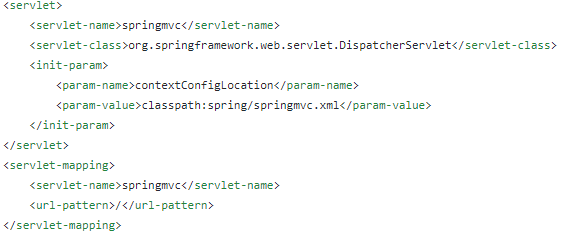 <servlet>
    <servlet-name>springmvc</servlet-name>
    <servlet-class>org.springframework.web.servlet.DispatcherServlet</servlet-class>
    <init-param>
        <param-name>contextConfigLocation</param-name>
        <param-value>classpath:spring/springmvc.xml</param-value>
    </init-param>
</servlet>
<servlet-mapping>
    <servlet-name>springmvc</servlet-name>
    <url-pattern>/</url-pattern>
</servlet-mapping>